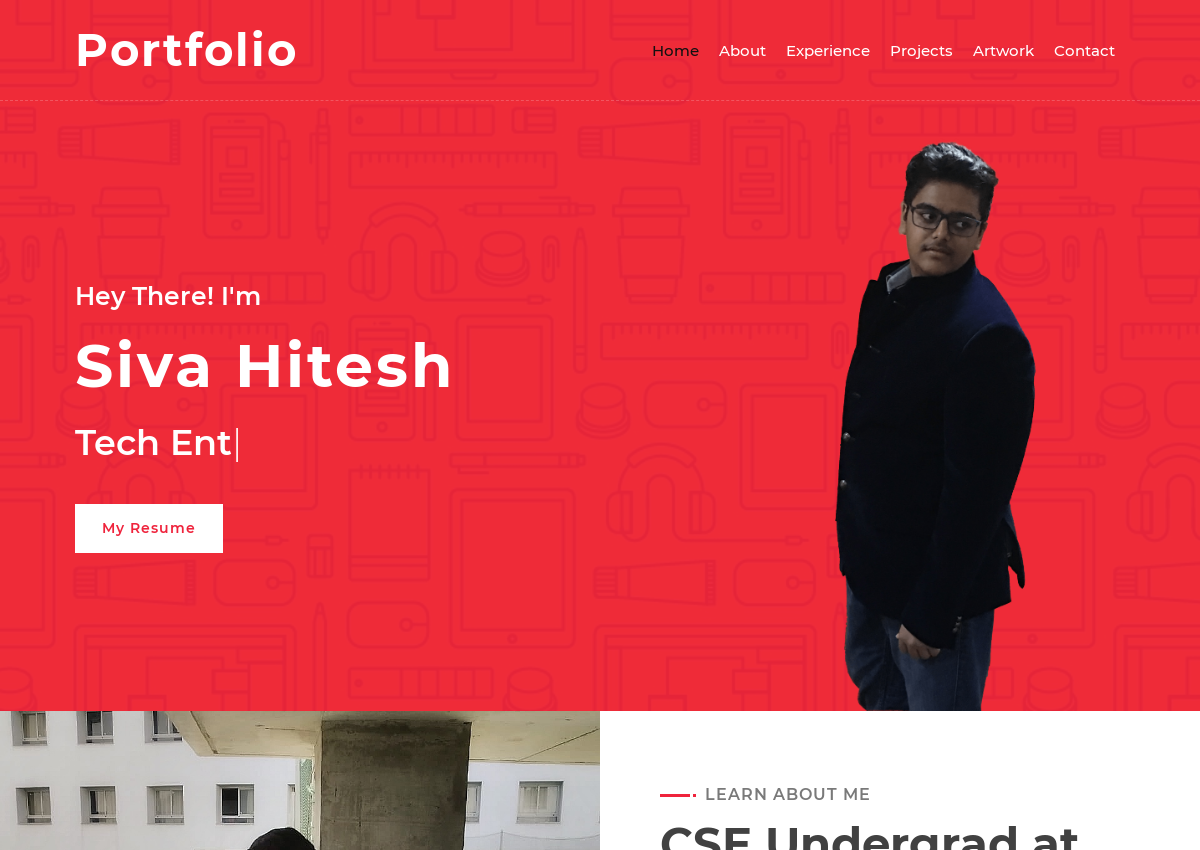 Portfolio
Home About Experience Projects Artwork Contact
Hey There! I'm
Siva Hitesh
Tech Ent
My Resume
LEARN ABOUT ME
CSE Undergrad at